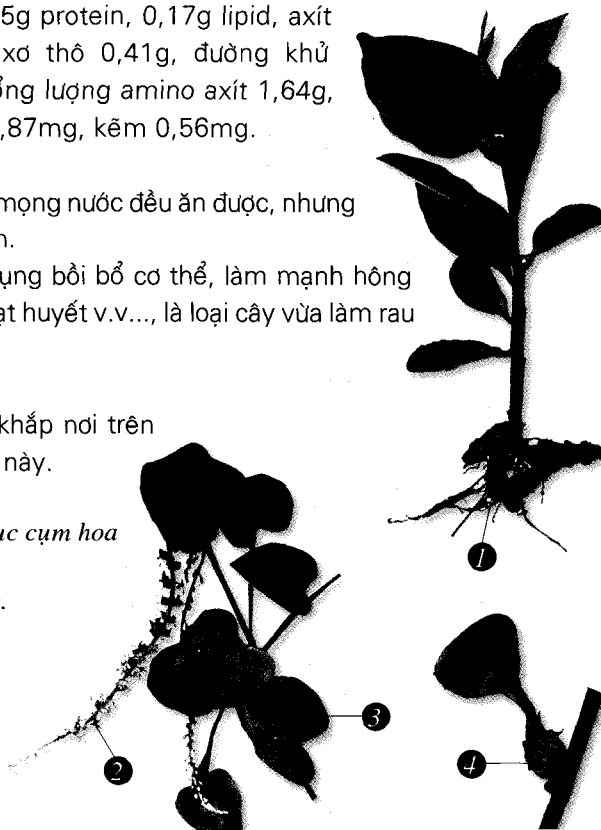 5g protein, 0,17g lipid, axít
xơ thô 0,41g, đường khử
ổng lượng amino axít 1,64g,
,87mg, kẽm 0,56mg.
mọng nước đều ăn được, nhưng
n.
ụng bồi bổ cơ thể, làm mạnh hông
ạt huyết v.v..., là loại cây vừa làm rau
khắp nơi trên
này.
ục cụm hoa
.
1
3
2
4